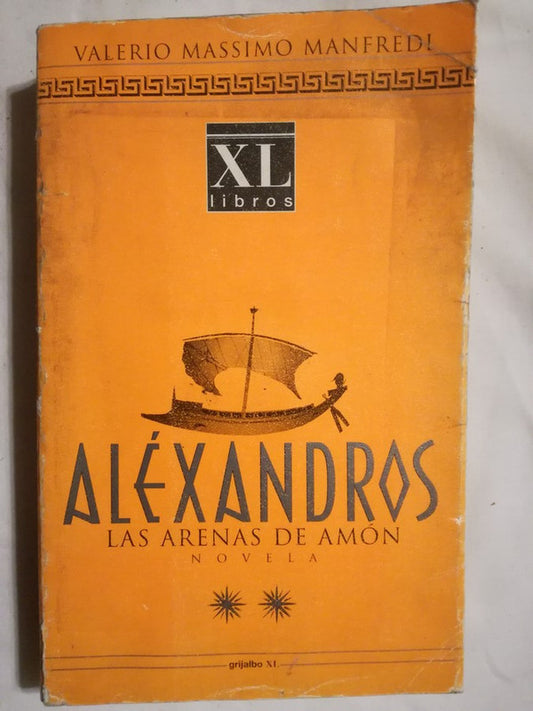 VALERIO MASSIMO MANFREDI
XL
libros
ALÉXANDROS
LAS ARENAS DE AMÓN
NOVELA
grijalbo XL